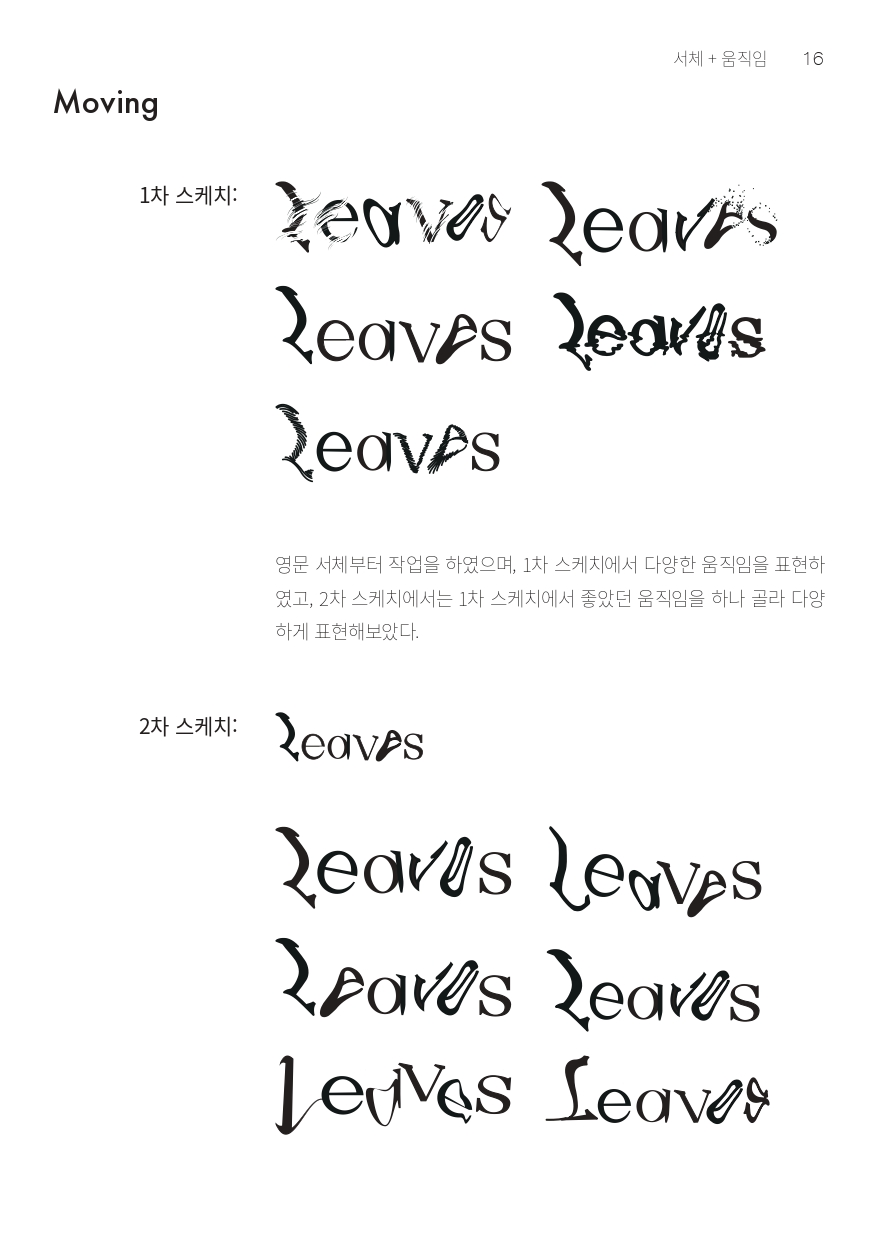 서체 + 움직임 16
Moving
1차 스케치: Leaves Leaves
Leaves Leaves
Leaves
영문 서체부터 작업을 하였으며, 1차 스케치에서 다양한 움직임을 표현하
였고, 2차 스케치에서는 1차 스케치에서 좋았던 움직임을 하나 골라 다양
하게 표현해보았다.
2차 스케치: Leaves
Leaves Leaves
Leaves Leaves
Leaves Leaves